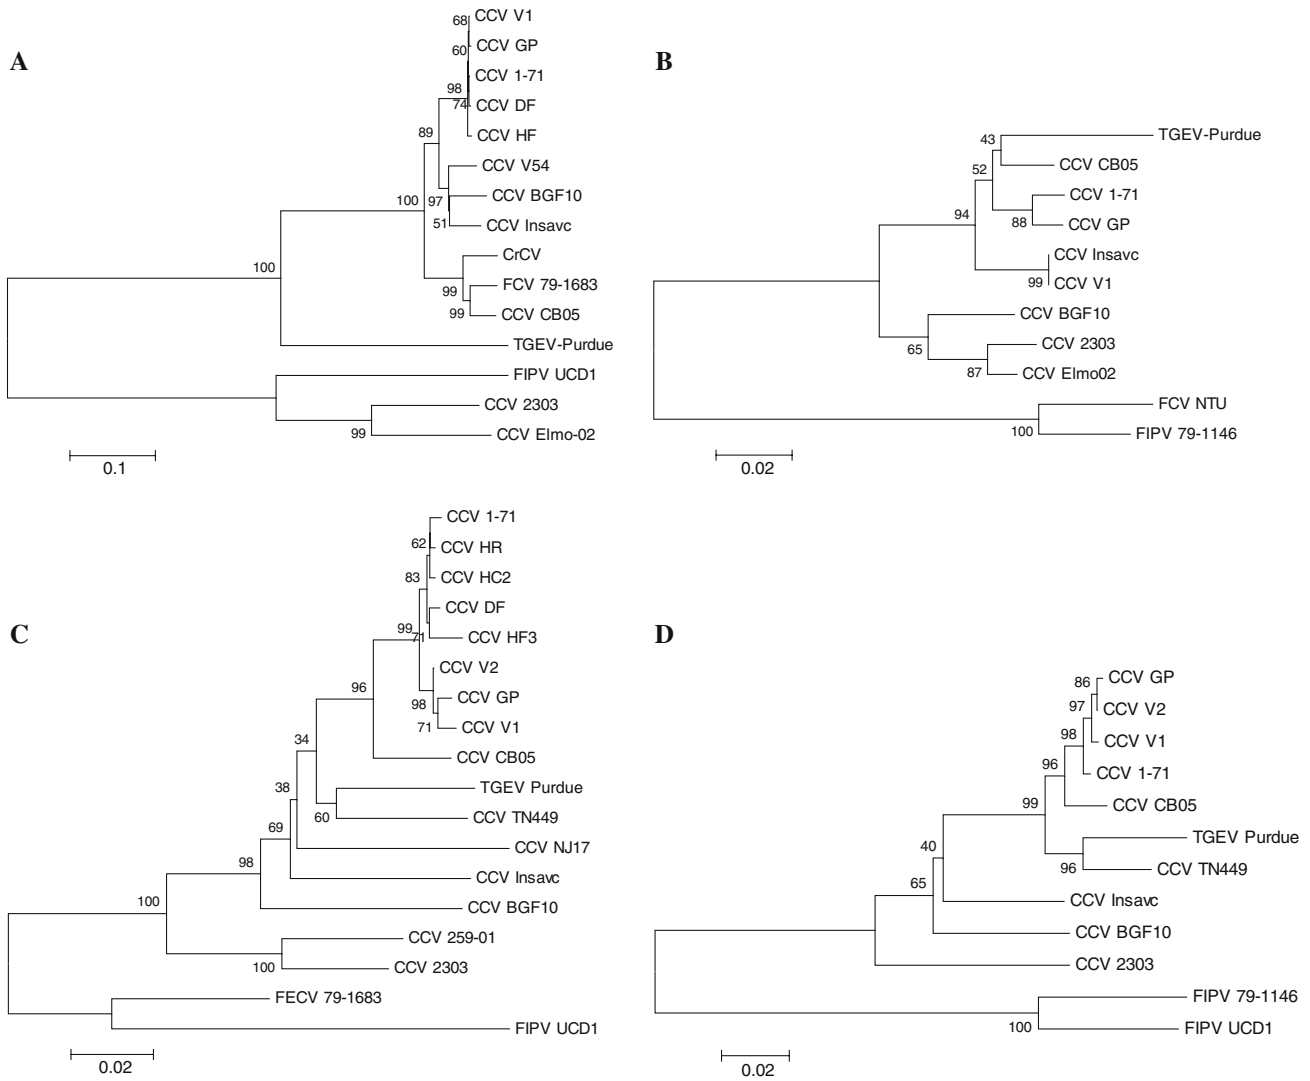 A
68
CCV V1
60
CCV GP
CCV 1-71
98
74
CCV DF
CCV HF
89
CCV V54
97
CCV BGF10
51
CCV Insavc
100
CrCV
99
FCV 79-1683
99
CCV CB05
100
TGEV-Purdue
FIPV UCD1
CCV 2303
99
CCV Elmo-02
0.1
B
43
TGEV-Purdue
52
CCV CB05
CCV 1-71
88
CCV GP
94
CCV Insavc
99
CCV V1
CCV BGF10
65
CCV 2303
87
CCV Elmo02
FCV NTU
100
FIPV 79-1146
0.02
C
CCV 1-71
62
CCV HR
83
CCV HC2
CCV DF
99
71
CCV HF3
CCV V2
98
CCV GP
71
CCV V1
96
CCV CB05
34
TGEV Purdue
60
CCV TN449
38
CCV NJ17
69
CCV Insavc
98
CCV BGF10
100
CCV 259-01
100
CCV 2303
FECV 79-1683
FIPV UCD1
0.02
D
86
CCV GP
97
CCV V2
98
CCV V1
96
CCV 1-71
99
CCV CB05
TGEV Purdue
96
CCV TN449
40
CCV Insavc
65
CCV BGF10
CCV 2303
FIPV 79-1146
100
FIPV UCD1
0.02